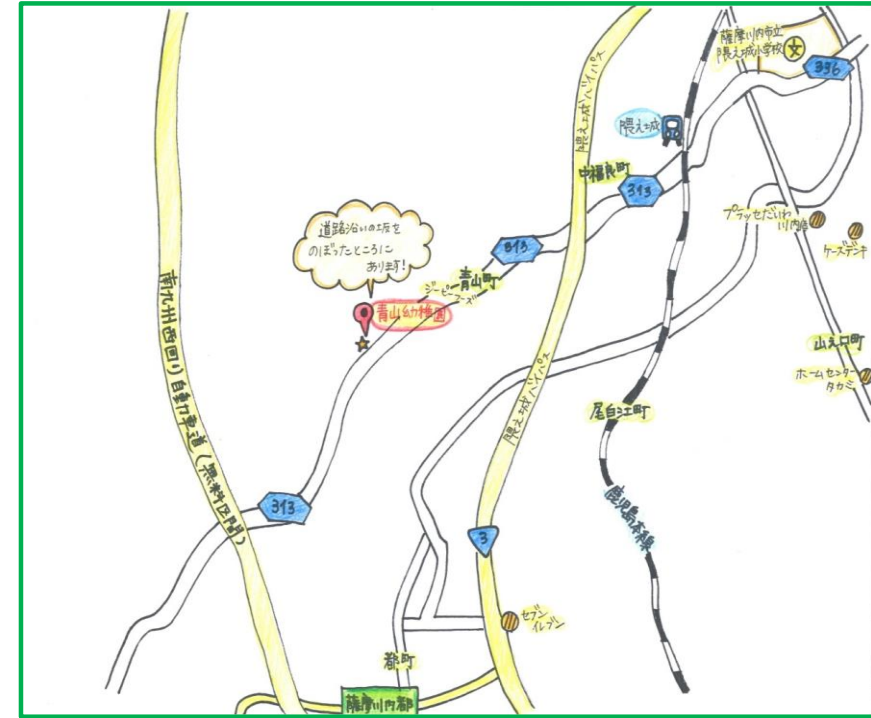 薩摩川内市立
隈之城小学校
文
396
隈之城バイパス
隈之城
中福良町
313
プラッセだいわ
川内店
ケーズデンキ
道路沿いの坂を
のぼったところに
あります!
313
青山町
ジーピーフーズ
青山幼稚園
山之口町
ホームセンター
タカミ
隈之城バイパス
尾白江町
南九州西回り自動車道(無料区間)
313
鹿児島本線
3
セブン
イレブン
都町
薩摩川内都